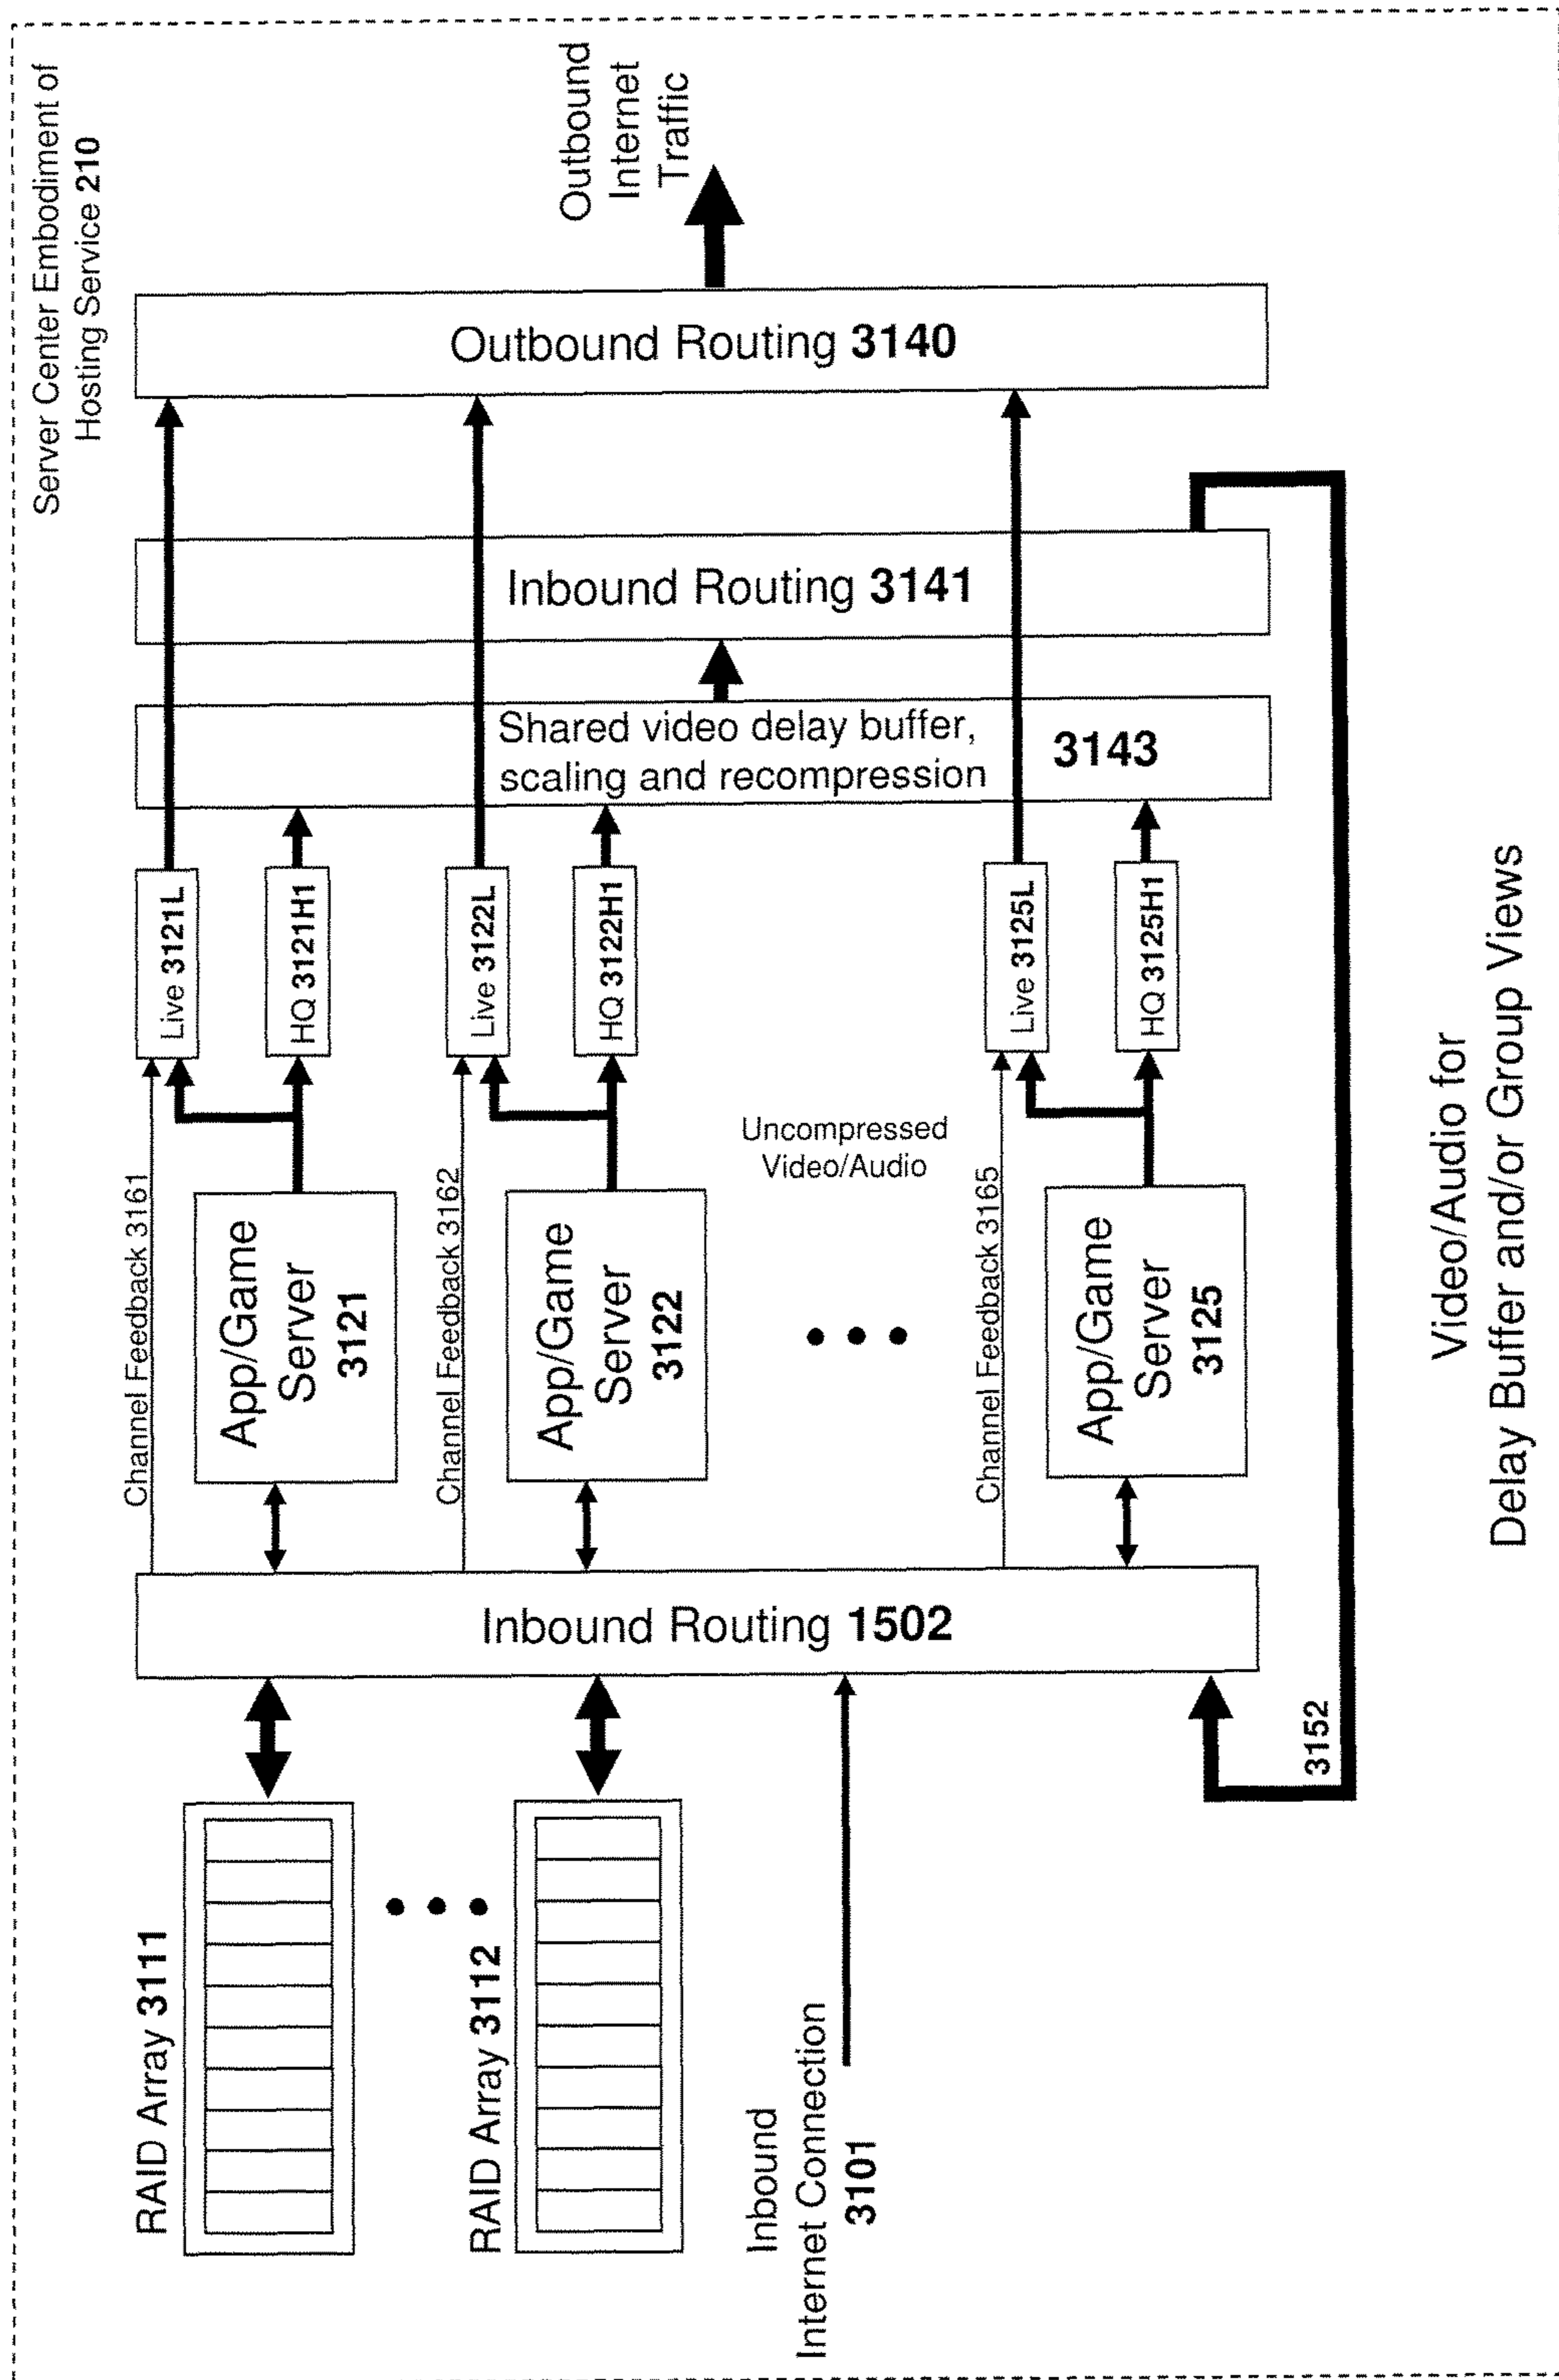 Server Center Embodiment of
Hosting Service 210
RAID Array 3111
RAID Array 3112
Inbound
Internet Connection
3101
Inbound Routing 1502
Channel Feedback 3161
App/Game
Server
3121
Channel Feedback 3162
App/Game
Server
3122
Channel Feedback 3165
App/Game
Server
3125
Uncompressed
Video/Audio
Live 3121L
HQ 3121H1
Live 3122L
HQ 3122H1
Live 3125L
HQ 3125H1
Shared video delay buffer,
scaling and recompression
3143
Inbound Routing 3141
Outbound Routing 3140
Outbound
Internet
Traffic
3152
Video/Audio for
Delay Buffer and/or Group Views